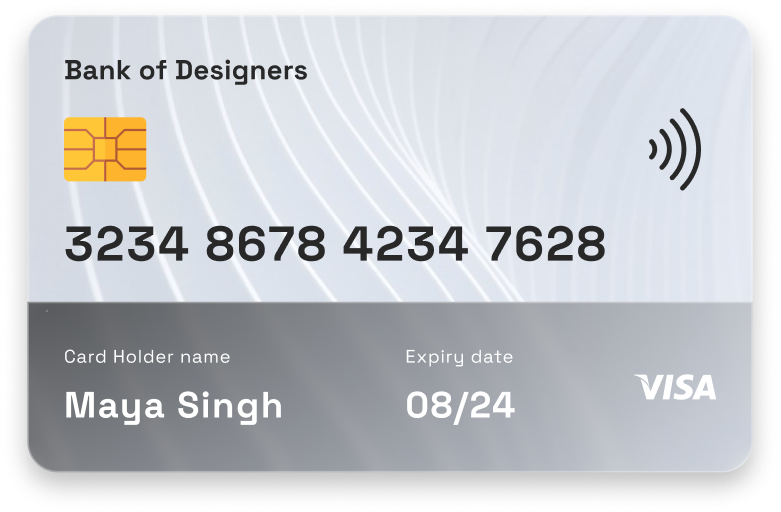 Bank of Designers
3234 8678 4234 7628
Card Holder name
Expiry date
Maya Singh
08/24
VISA